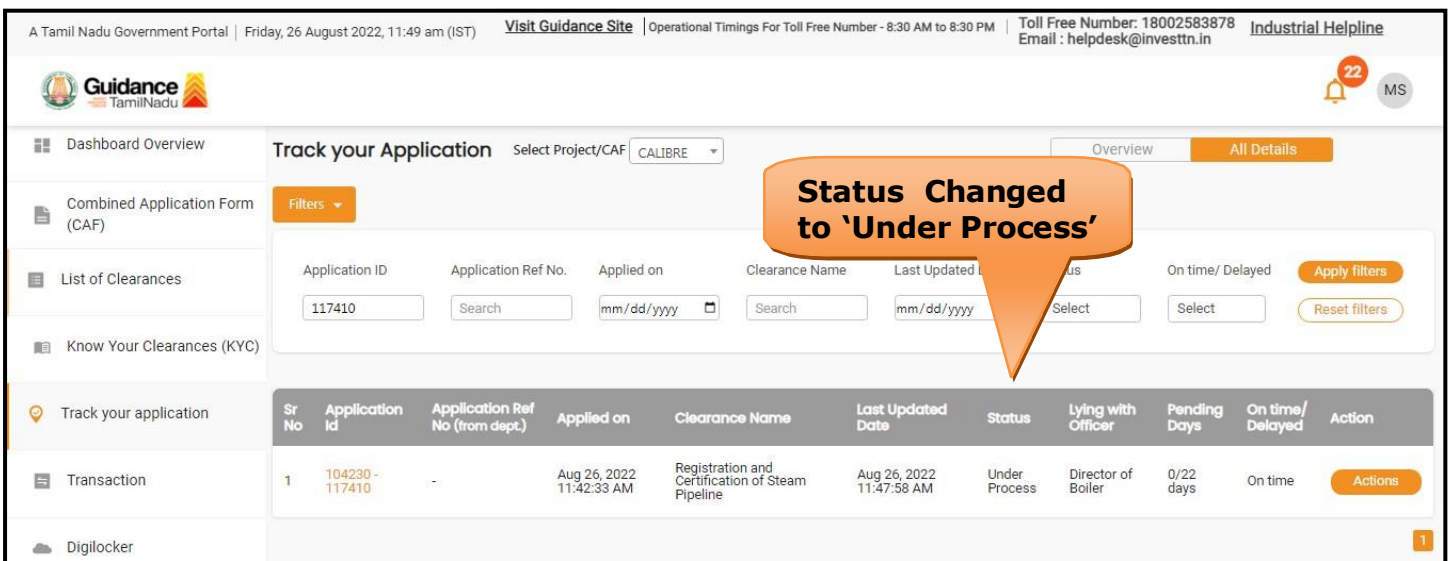 A Tamil Nadu Government Portal | Friday, 26 August 2022, 11:49 am (IST)
Visit Guidance Site
Operational Timings For Toll Free Number - 8:30 AM to 8:30 PM
Toll Free Number: 18002583878
Email : helpdesk@investtn.in
Industrial Helpline
Guidance
TamilNadu
22
MS
Dashboard Overview
Combined Application Form
(CAF)
List of Clearances
Know Your Clearances (KYC)
Track your application
Transaction
Digilocker
Track your Application
Select Project/CAF
CALIBRE
Overview
All Details
Status Changed
to ‘Under Process’
Filters
Application ID
Application Ref No.
Applied on
Clearance Name
Last Updated
On time/ Delayed
Apply filters
117410
Search
mm/dd/yyyy
Search
mm/dd/yyyy
Select
Select
Reset filters
Sr
No
Application
Id
Application Ref
No (from dept.)
Applied on
Clearance Name
Last Updated
Date
Status
Lying with
Officer
Pending
Days
On time/
Delayed
Action
1
104230 -
117410
-
Aug 26, 2022
11:42:33 AM
Registration and
Certification of Steam
Pipeline
Aug 26, 2022
11:47:58 AM
Under
Process
Director of
Boiler
0/22
days
On time
Actions
1